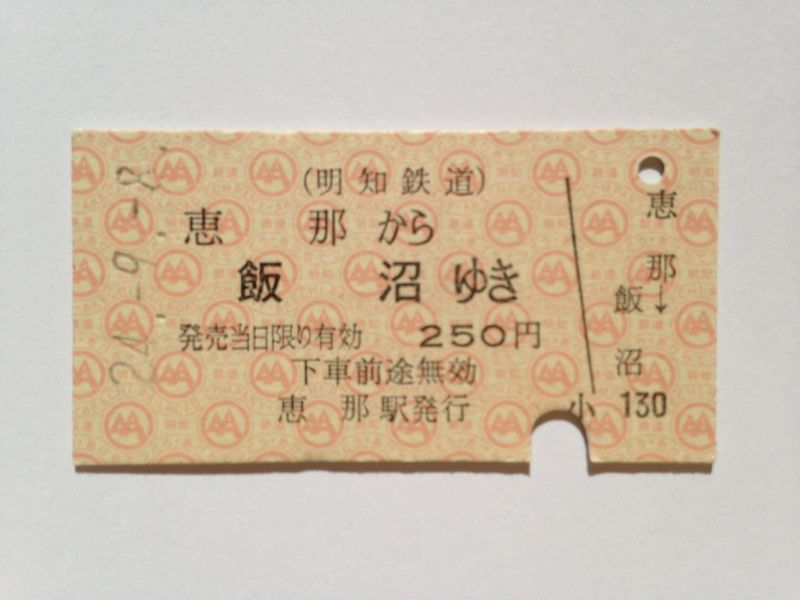 24.-9.-8.
(明知鉄道)
恵那から
飯沼ゆき
発売当日限り有効 250円
下車前途無効
恵那駅発行
小 130
恵那→
飯沼